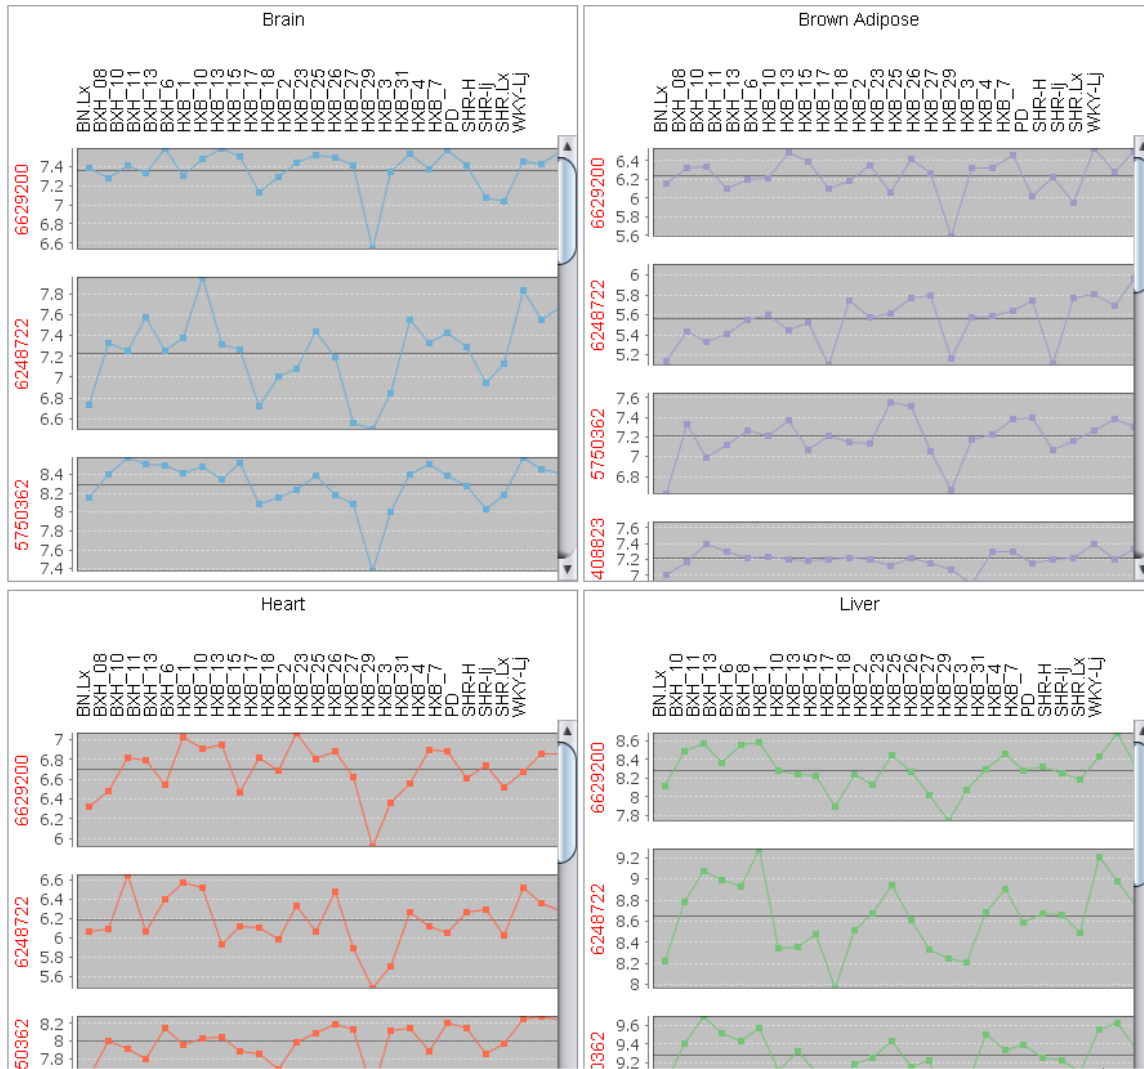 Brain
BN.Lx
BXH_08
BXH_10
BXH_11
BXH_13
BXH_6
HXB_1
HXB_10
HXB_13
HXB_15
HXB_17
HXB_18
HXB_2
HXB_23
HXB_25
HXB_26
HXB_27
HXB_29
HXB_3
HXB_31
HXB_4
HXB_7
PD
SHR-H
SHR-Ij
SHR.Lx
WKY-Lj
6629200
7.4
7.2
7
6.8
6.6
6248722
7.8
7.6
7.4
7.2
7
6.8
6.6
5750362
8.4
8.2
8
7.8
7.6
7.4
Brown Adipose
BN.Lx
BXH_08
BXH_10
BXH_11
BXH_13
BXH_6
HXB_10
HXB_13
HXB_15
HXB_17
HXB_18
HXB_2
HXB_23
HXB_25
HXB_26
HXB_27
HXB_29
HXB_3
HXB_4
HXB_7
PD
SHR-H
SHR-Ij
SHR.Lx
WKY-Lj
6629200
6.4
6.2
6
5.8
5.6
6248722
6
5.8
5.6
5.4
5.2
5750362
7.6
7.4
7.2
7
6.8
408823
7.6
7.4
7.2
7
Heart
BN.Lx
BXH_08
BXH_10
BXH_11
BXH_13
BXH_6
HXB_1
HXB_10
HXB_13
HXB_15
HXB_17
HXB_18
HXB_2
HXB_23
HXB_25
HXB_26
HXB_27
HXB_29
HXB_3
HXB_31
HXB_4
HXB_7
PD
SHR-H
SHR-Ij
SHR.Lx
WKY-Lj
6629200
7
6.8
6.6
6.4
6.2
6
6248722
6.6
6.4
6.2
6
5.8
5.6
50362
8.2
8
7.8
Liver
BN.Lx
BXH_10
BXH_11
BXH_13
BXH_6
BXH_8
HXB_1
HXB_10
HXB_13
HXB_15
HXB_17
HXB_18
HXB_2
HXB_23
HXB_25
HXB_26
HXB_27
HXB_29
HXB_3
HXB_31
HXB_4
HXB_7
PD
SHR-H
SHR-Ij
SHR.Lx
WKY-Lj
6629200
8.6
8.4
8.2
8
7.8
6248722
9.2
9
8.8
8.6
8.4
8.2
8
0362
9.6
9.4
9.2